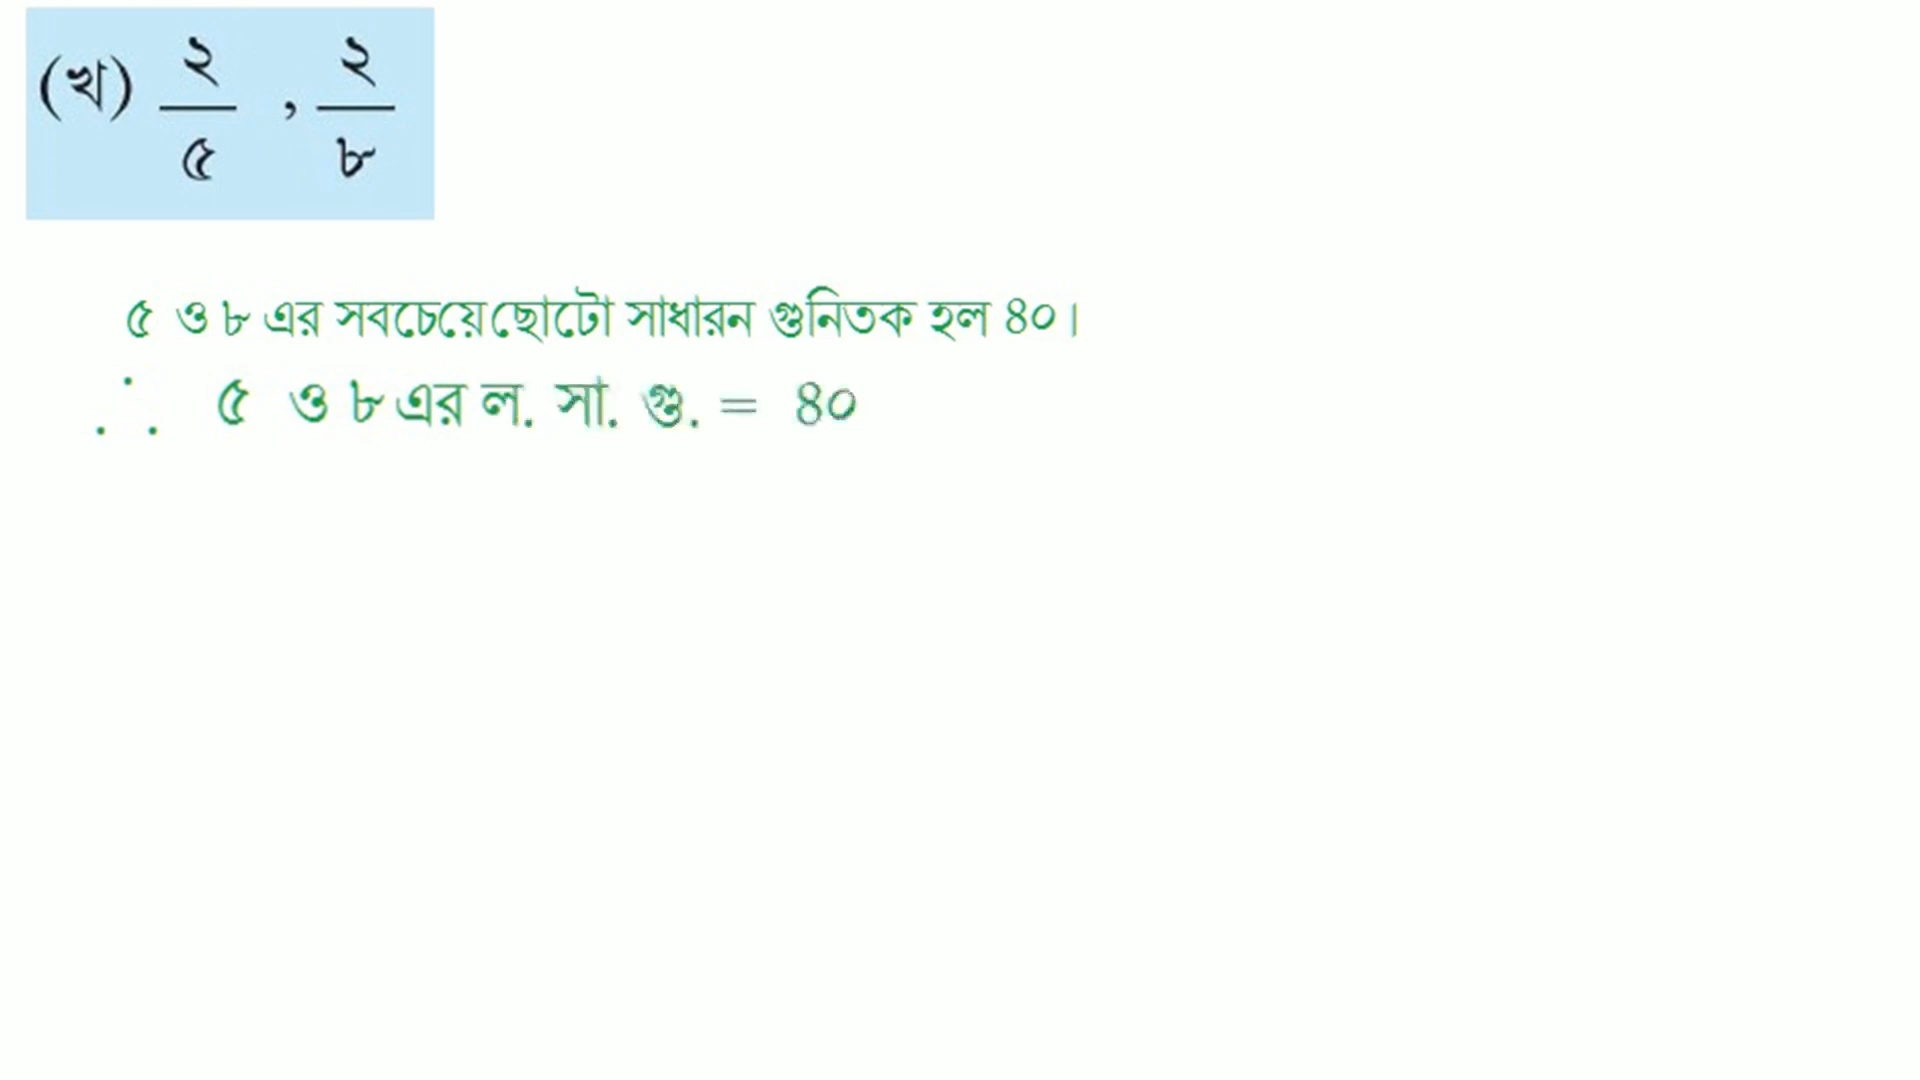 (খ) ২/৫ , ২/৮
৫ ও ৮ এর সবচেয়ে ছোটো সাধারন গুনিতক হল ৪০।
∴ ৫ ও ৮ এর ল. সা. গু. = ৪০